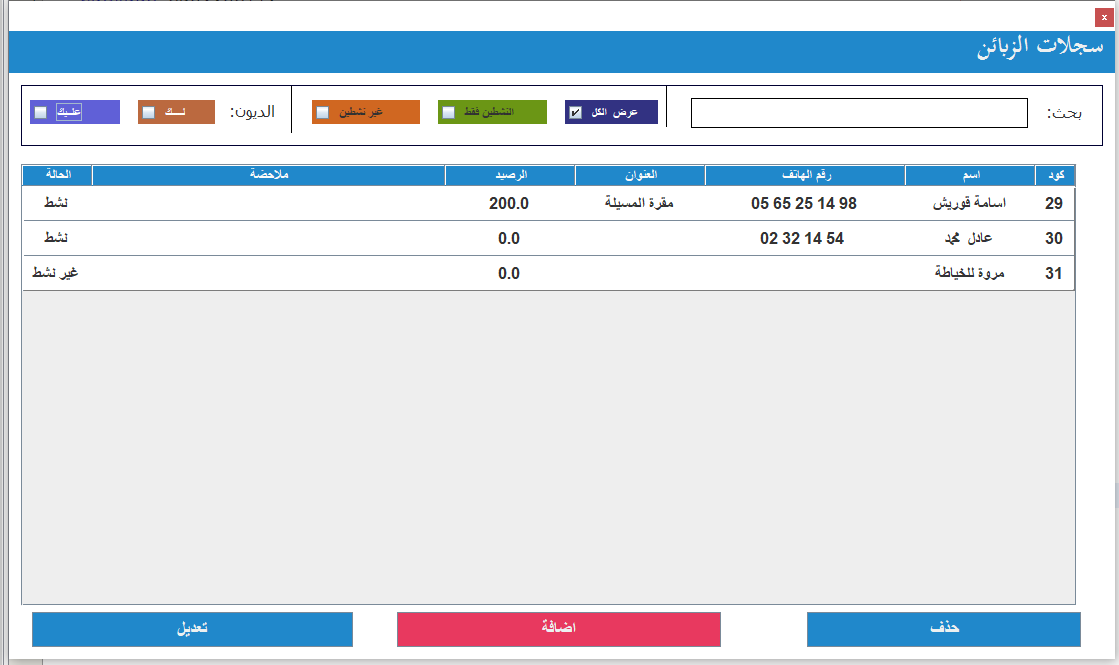 x
سجلات الزبائن
بحث: عرض الكل النشطين فقط غير نشطين الديون: لك عليك
كود اسم رقم الهاتف العنوان الرصيد ملاحضة الحالة
29 اسامة قوريش 05 65 25 14 98 مقرة المسيلة 200.0 نشط
30 عادل محمد 02 32 14 54 0.0 نشط
31 مروة للخياطة 0.0 غير نشط
حذف اضافة تعديل